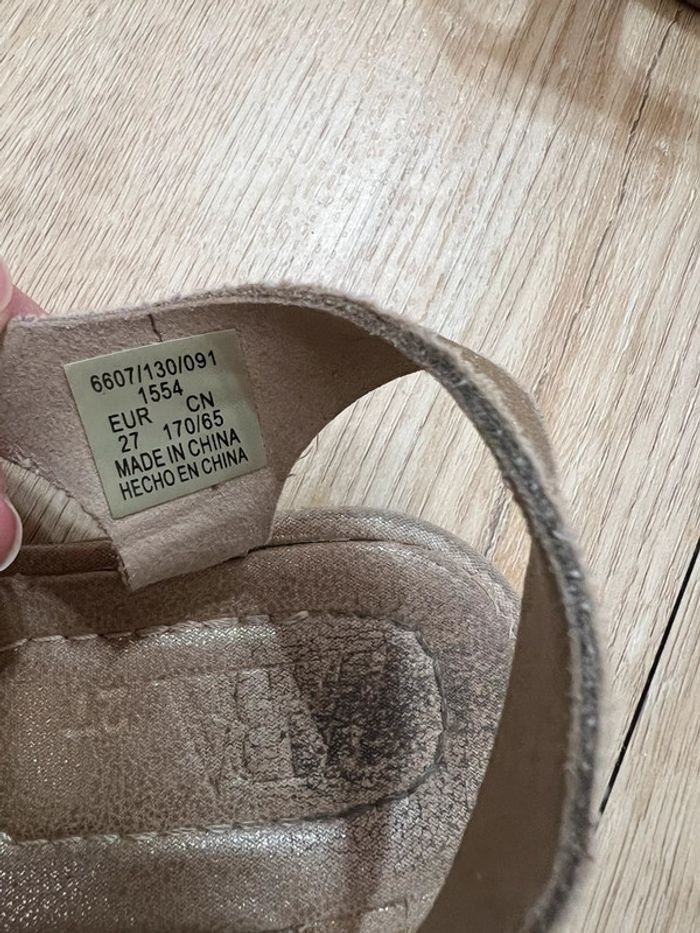 6607/130/091
1554
EUR CN
27 170/65
MADE IN CHINA
HECHO EN CHINA